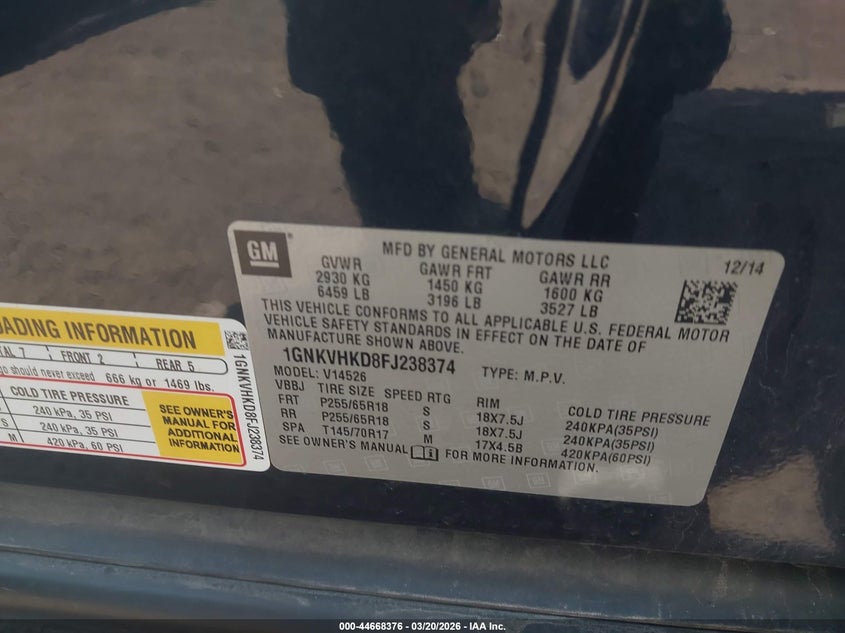 GM
MFD BY GENERAL MOTORS LLC
12/14
GVWR GAWR FRT GAWR RR
2930 KG 1450 KG 1600 KG
6459 LB 3196 LB 3527 LB
THIS VEHICLE CONFORMS TO ALL APPLICABLE U.S. FEDERAL MOTOR
VEHICLE SAFETY STANDARDS IN EFFECT ON THE DATE OF
MANUFACTURE SHOWN ABOVE.
1GNKVHKD8FJ238374
MODEL: V14526 TYPE: M.P.V.
VBBJ TIRE SIZE SPEED RTG RIM COLD TIRE PRESSURE
FRT P255/65R18 S 18X7.5J 240KPA(35PSI)
RR P255/65R18 S 18X7.5J 240KPA(35PSI)
SPA T145/70R17 M 17X4.5B 420KPA(60PSI)
SEE OWNER'S MANUAL FOR MORE INFORMATION.
OADING INFORMATION
TAL 7 FRONT 2 REAR 5
go should never exceed 666 kg or 1469 lbs.
COLD TIRE PRESSURE
240 kPa, 35 PSI
S 240 kPa, 35 PSI
M 420 kPa, 60 PSI
SEE OWNER'S
MANUAL FOR
ADDITIONAL
INFORMATION
1GNKVHKD8FJ238374
000-44668376 — 03/20/2026 — IAA Inc.